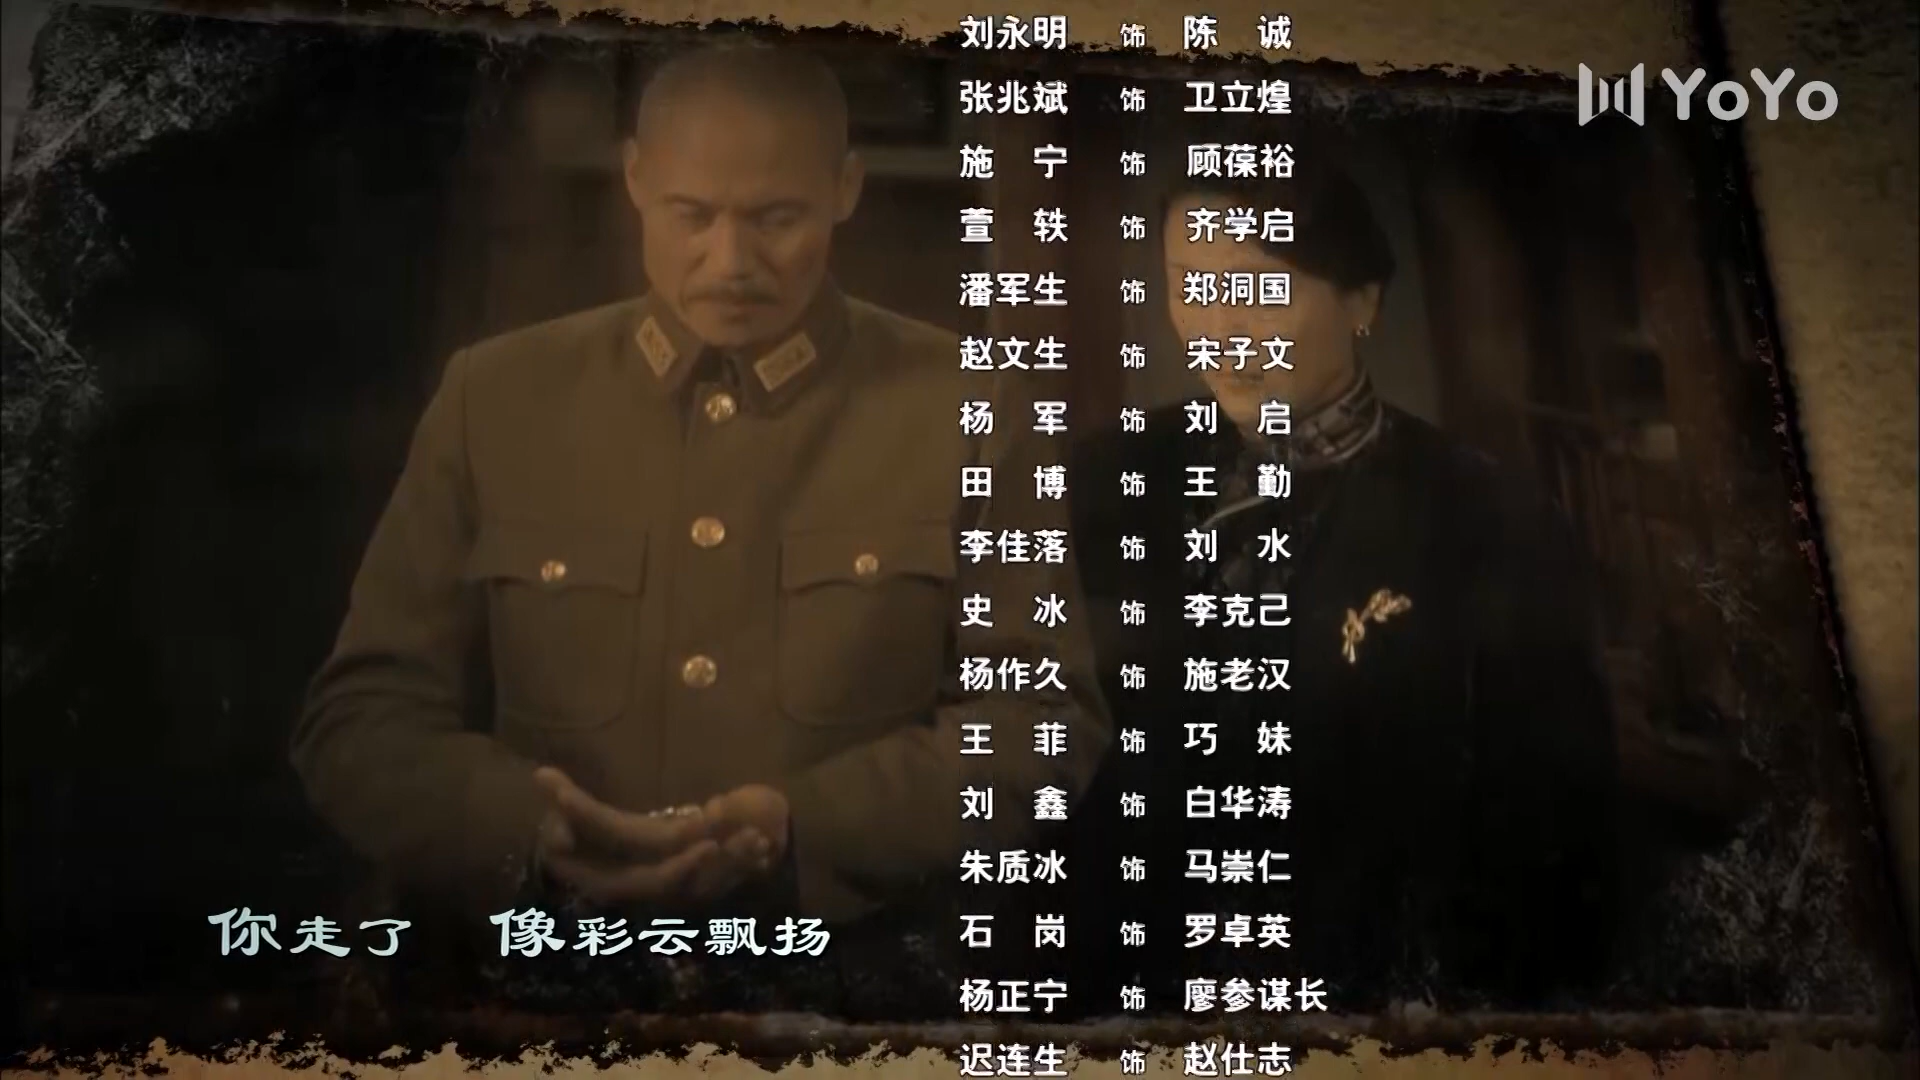 刘永明 饰 陈 诚
YoYo
张兆斌 饰 卫立煌
施 宁 饰 顾葆裕
萱 轶 饰 齐学启
潘军生 饰 郑洞国
赵文生 饰 宋子文
杨 军 饰 刘 启
田 博 饰 王 勤
李佳落 饰 刘 水
史 冰 饰 李克己
杨作久 饰 施老汉
王 菲 饰 巧 妹
刘 鑫 饰 白华涛
朱质冰 饰 马崇仁
石 岗 饰 罗卓英
你走了 像彩云飘扬
杨正宁 饰 廖参谋长
迟连生 饰 赵仕志